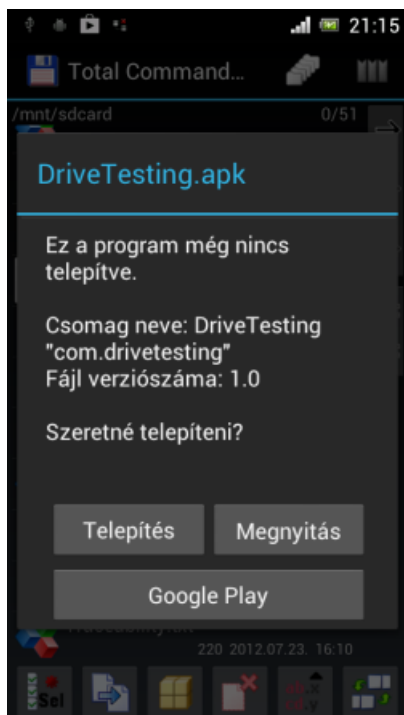 21:15
Total Command...
/mnt/sdcard 0/51
DriveTesting.apk
Ez a program még nincs
telepítve.
Csomag neve: DriveTesting
"com.drivetesting"
Fájl verziószáma: 1.0
Szeretné telepíteni?
Telepítés Megnyitás
Google Play
220 2012.07.23. 16:10
Sel